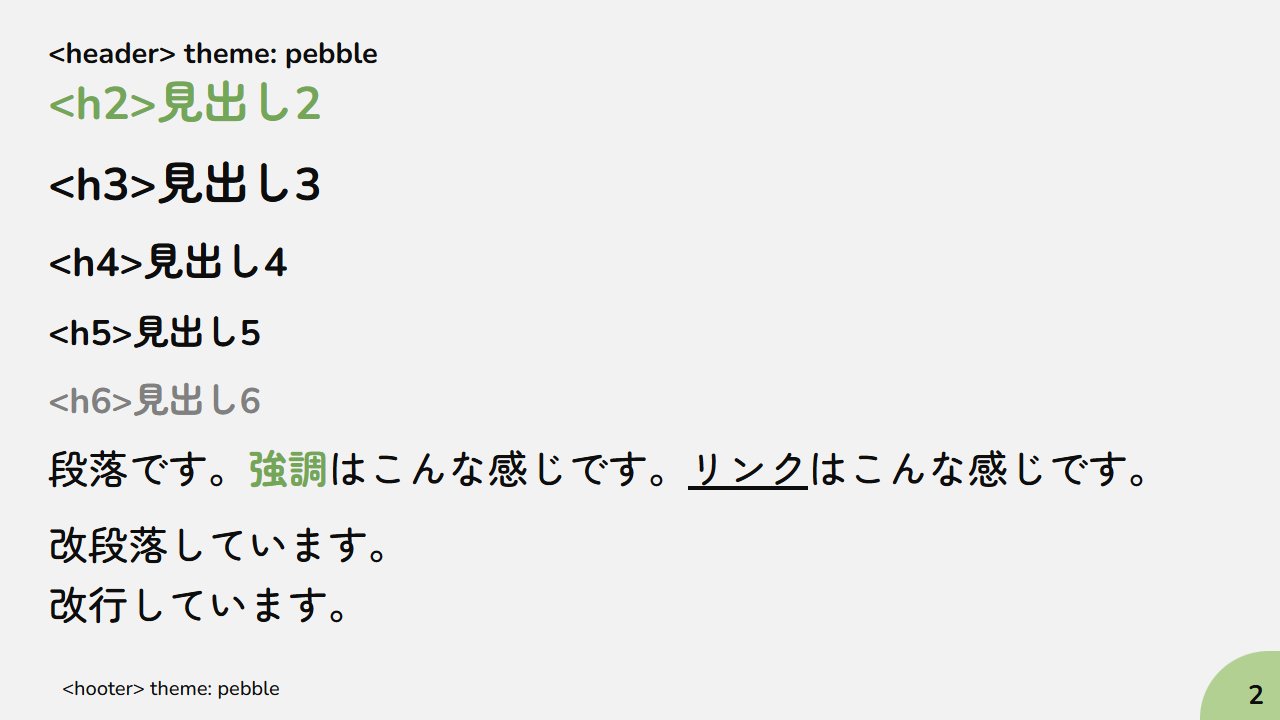 <header> theme: pebble
<h2>見出し2
<h3>見出し3
<h4>見出し4
<h5>見出し5
<h6>見出し6
段落です。強調はこんな感じです。リンクはこんな感じです。
改段落しています。
改行しています。
<hooter> theme: pebble
2